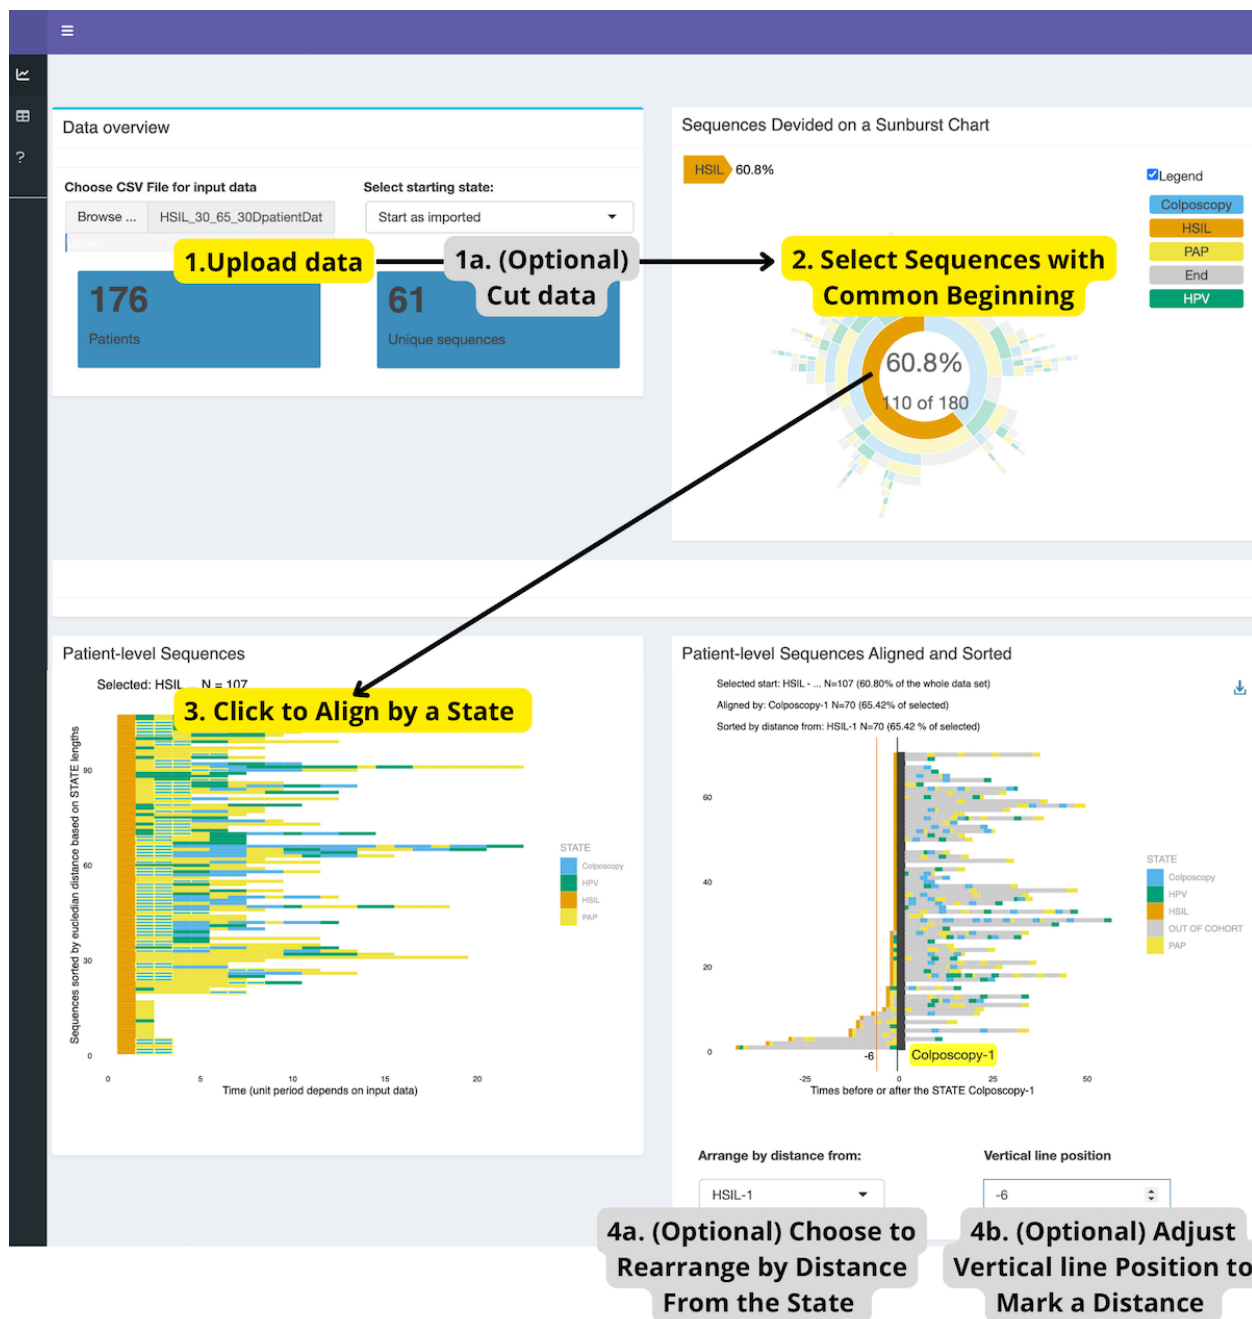 Data overview
Choose CSV File for input data
Select starting state:
Browse ...
HSIL_30_65_30DpatientDat
Start as imported
1.Upload data
1a. (Optional)
Cut data
176
Patients
61
Unique sequences
Sequences Devided on a Sunburst Chart
HSIL 60.8%
Legend
Colposcopy
HSIL
PAP
End
HPV
2. Select Sequences with
Common Beginning
60.8%
110 of 180
Patient-level Sequences
Selected: HSIL ... N = 107
3. Click to Align by a State
Sequences sorted by eucledian distance based on STATE lengths
90
60
30
0
0 5 10 15 20
Time (unit period depends on input data)
STATE
Colposcopy
HPV
HSIL
PAP
Patient-level Sequences Aligned and Sorted
Selected start: HSIL - ... N=107 (60.80% of the whole data set)
Aligned by: Colposcopy-1 N=70 (65.42% of selected)
Sorted by distance from: HSIL-1 N=70 (65.42 % of selected)
60
40
20
0
-6
Colposcopy-1
-25 0 25 50
Times before or after the STATE Colposcopy-1
STATE
Colposcopy
HPV
HSIL
OUT OF COHORT
PAP
Arrange by distance from:
Vertical line position
HSIL-1
-6
4a. (Optional) Choose to
Rearrange by Distance
From the State
4b. (Optional) Adjust
Vertical line Position to
Mark a Distance